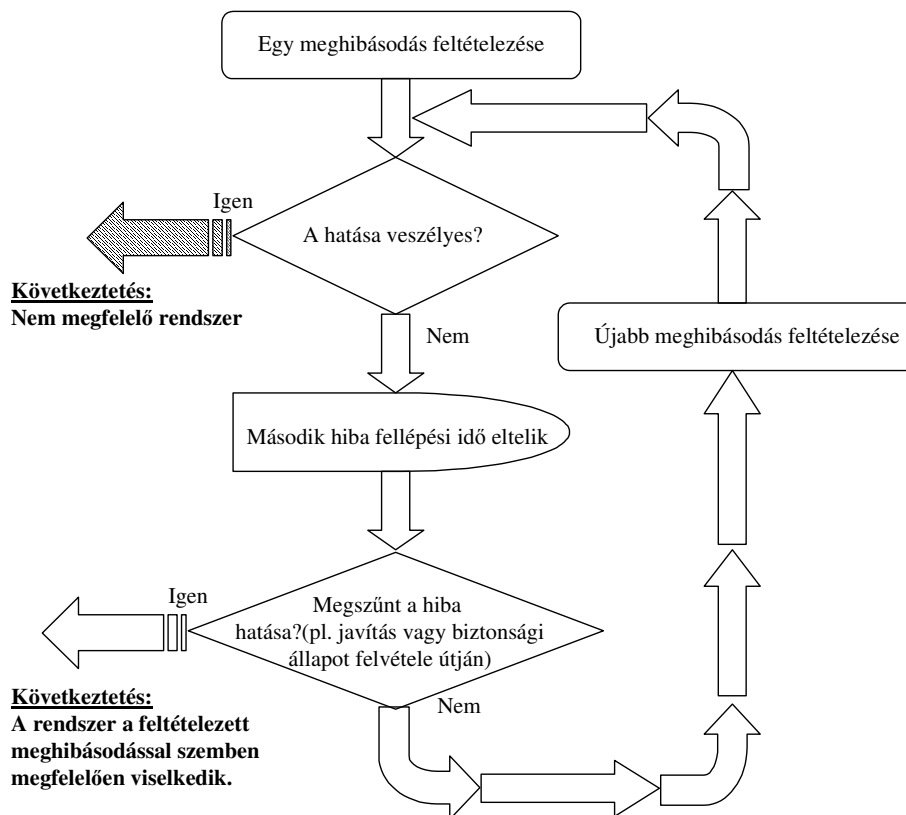 Egy meghibásodás feltételezése
Igen
A hatása veszélyes?
Következtetés:
Nem megfelelő rendszer
Nem
Újabb meghibásodás feltételezése
Második hiba fellépési idő eltelik
Igen
Megszűnt a hiba
hatása?(pl. javítás vagy biztonsági
állapot felvétele útján)
Következtetés:
A rendszer a feltételezett
meghibásodással szemben
megfelelően viselkedik.
Nem